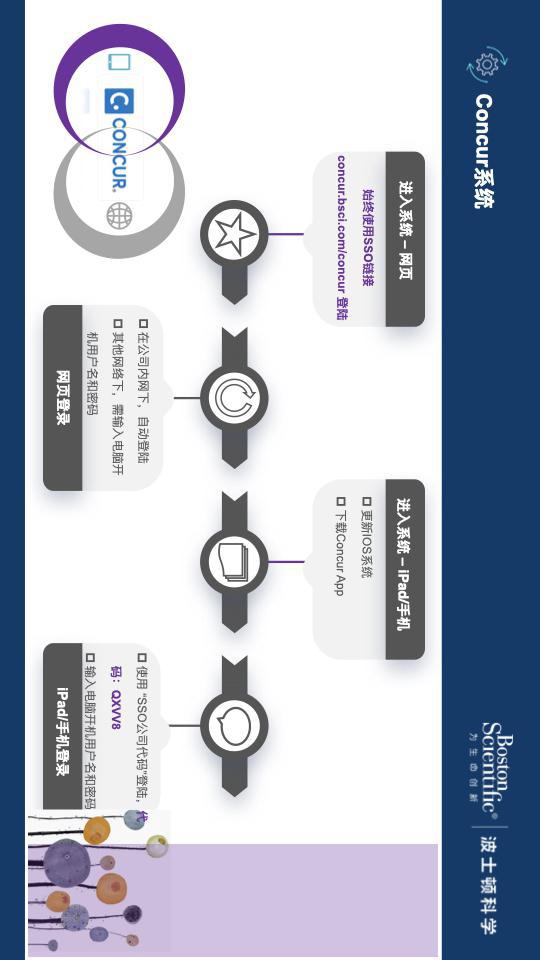 Concur系统
Boston
Scientific®
为生命创新
波士顿科学
CONCUR.
进入系统 – 网页
始终使用SSO链接
concur.bsci.com/concur 登陆
在公司内网下，自动登陆
其他网络下，需输入电脑开
机用户名和密码
网页登录
进入系统 – iPad/手机
更新IOS系统
下载Concur App
使用 “SSO公司代码”登陆，代
码：QXVV8
输入电脑开机用户名和密码
iPad/手机登录